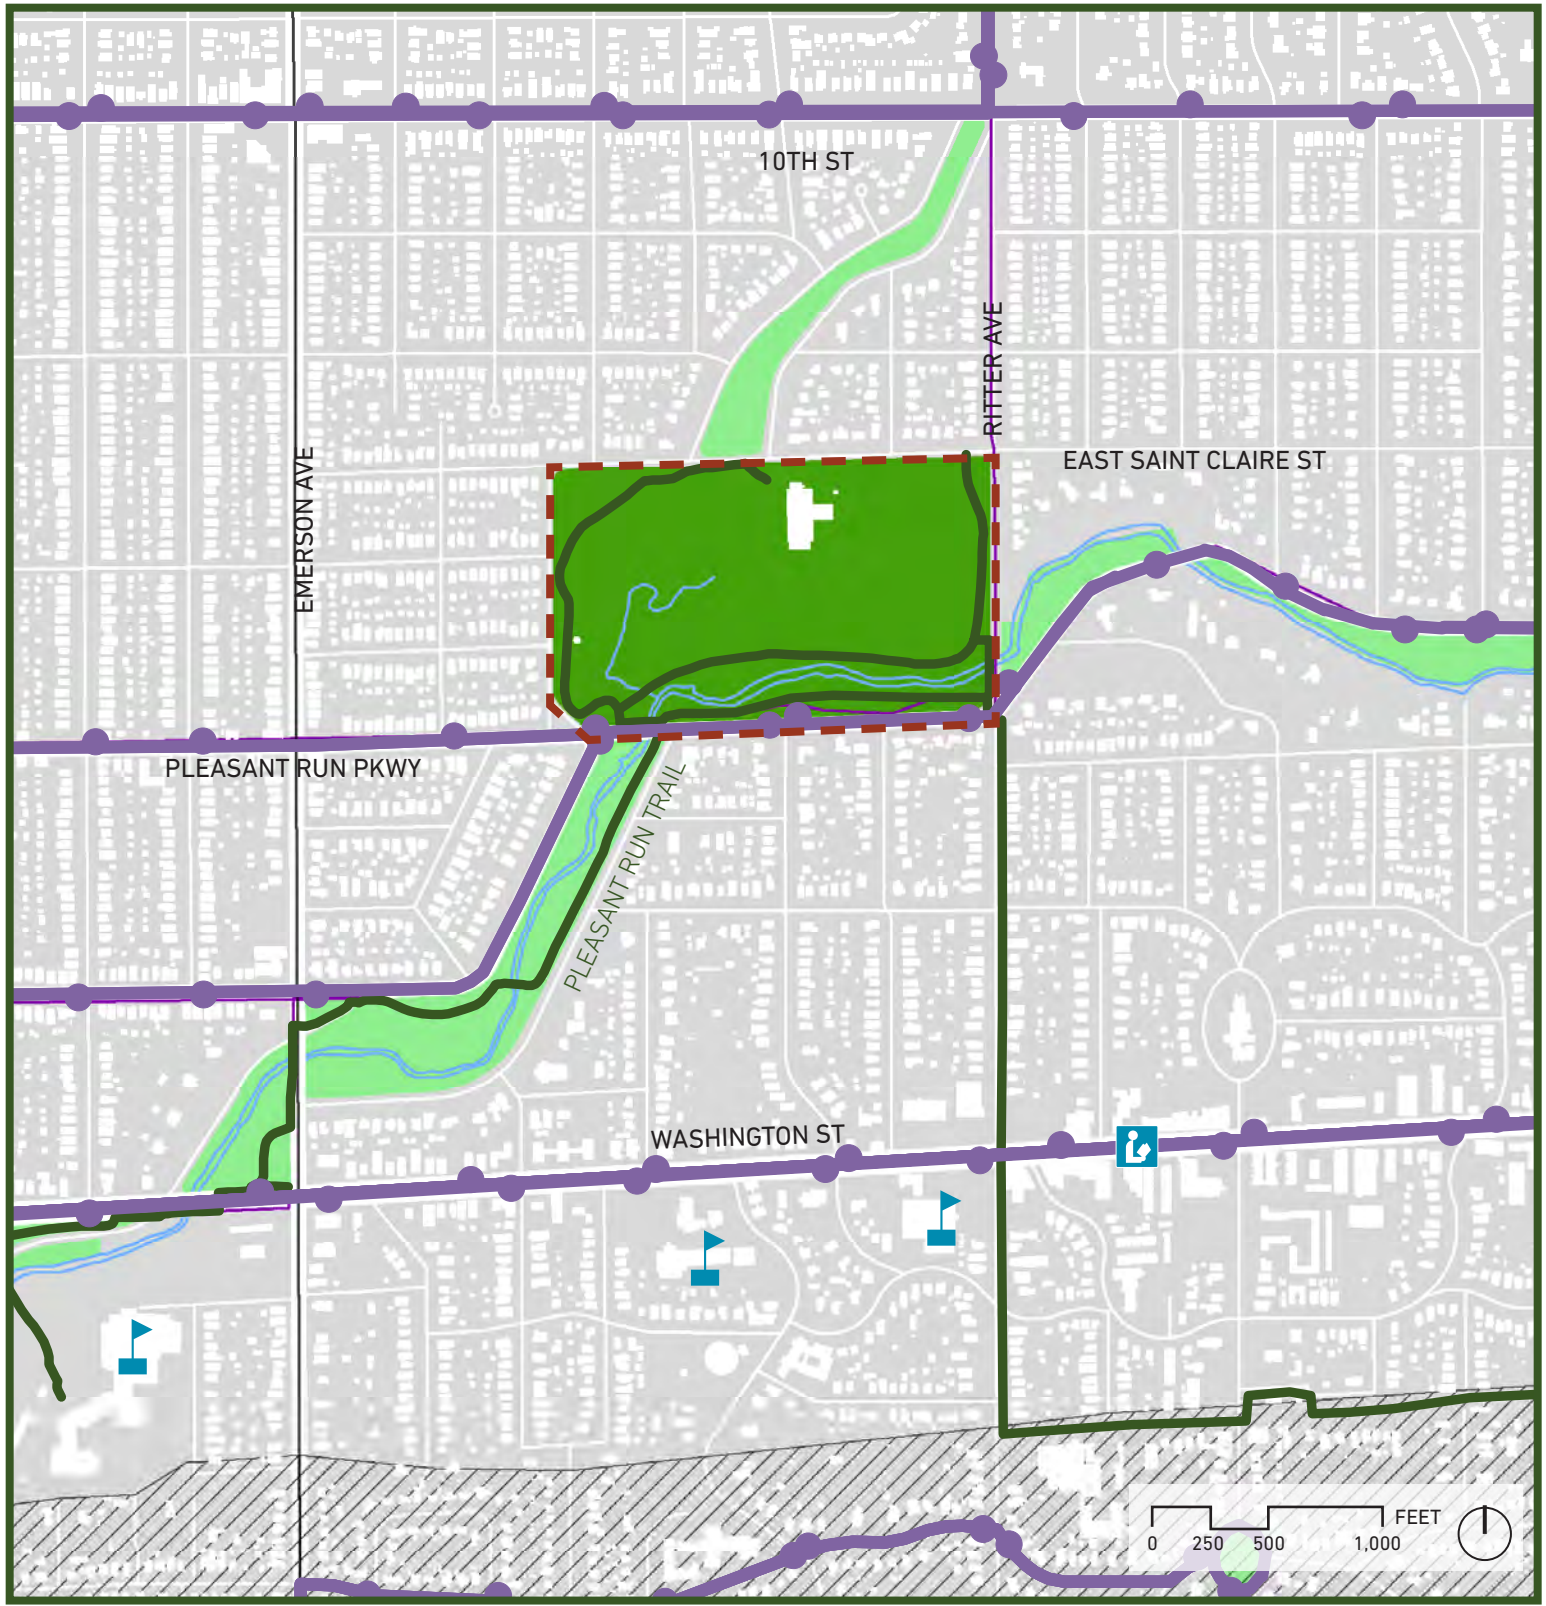 10TH ST
RITTER AVE
EAST SAINT CLAIRE ST
EMERSON AVE
PLEASANT RUN PKWY
PLEASANT RUN TRAIL
WASHINGTON ST
FEET
0 250 500 1,000